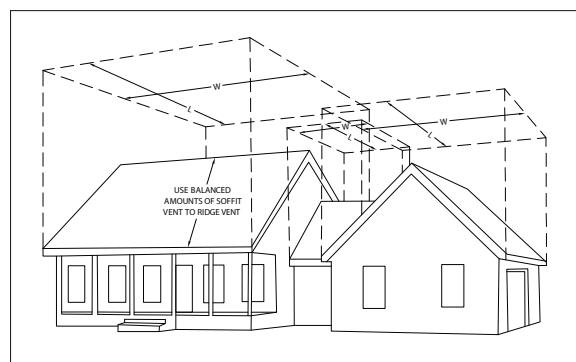 W
L
W
L
W
L
USE BALANCED
AMOUNTS OF SOFFIT
VENT TO RIDGE VENT